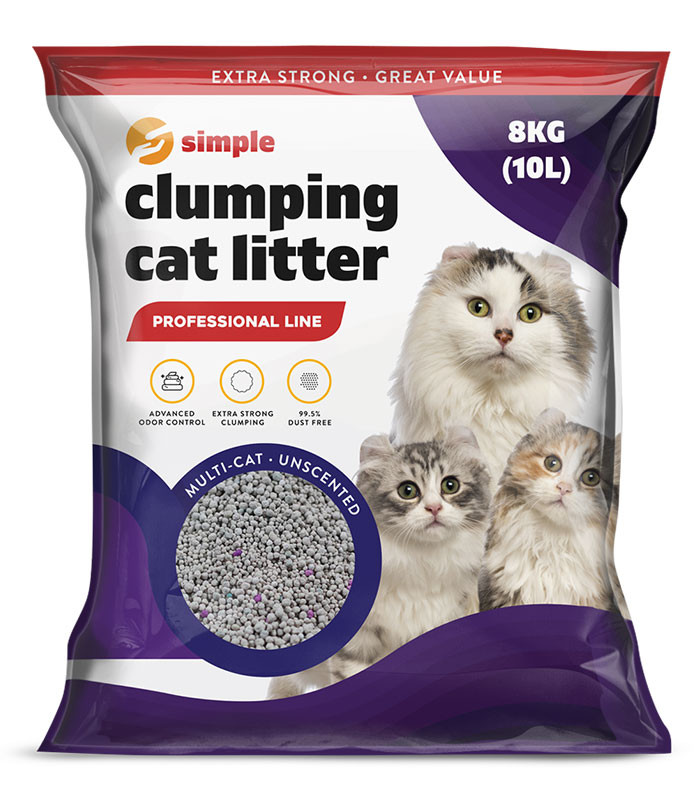 EXTRA STRONG · GREAT VALUE
8KG
(10L)
simple
clumping
cat litter
PROFESSIONAL LINE
ADVANCED
ODOR CONTROL
EXTRA STRONG
CLUMPING
99.5%
DUST FREE
MULTI-CAT · UNSCENTED